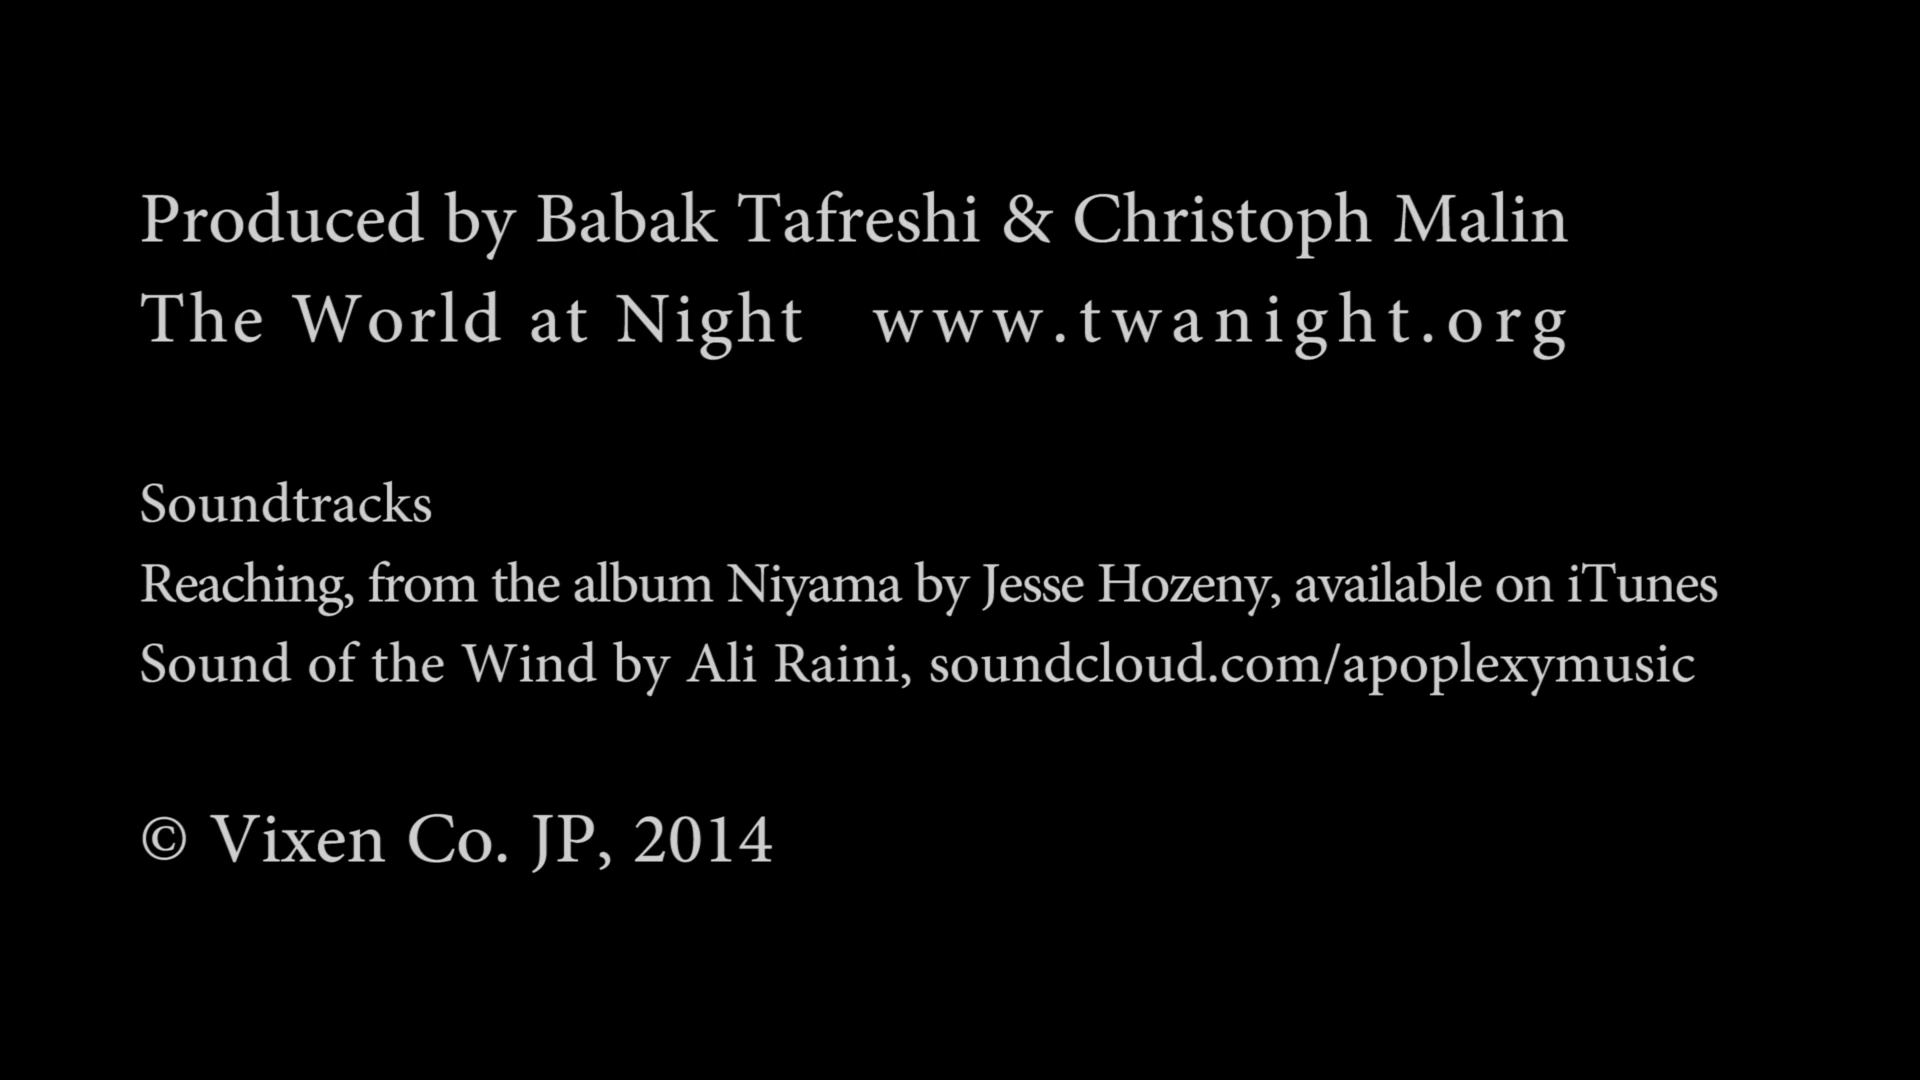 Produced by Babak Tafreshi & Christoph Malin
The World at Night www.twanight.org
Soundtracks
Reaching, from the album Niyama by Jesse Hozeny, available on iTunes
Sound of the Wind by Ali Raini, soundcloud.com/apoplexymusic
© Vixen Co. JP, 2014